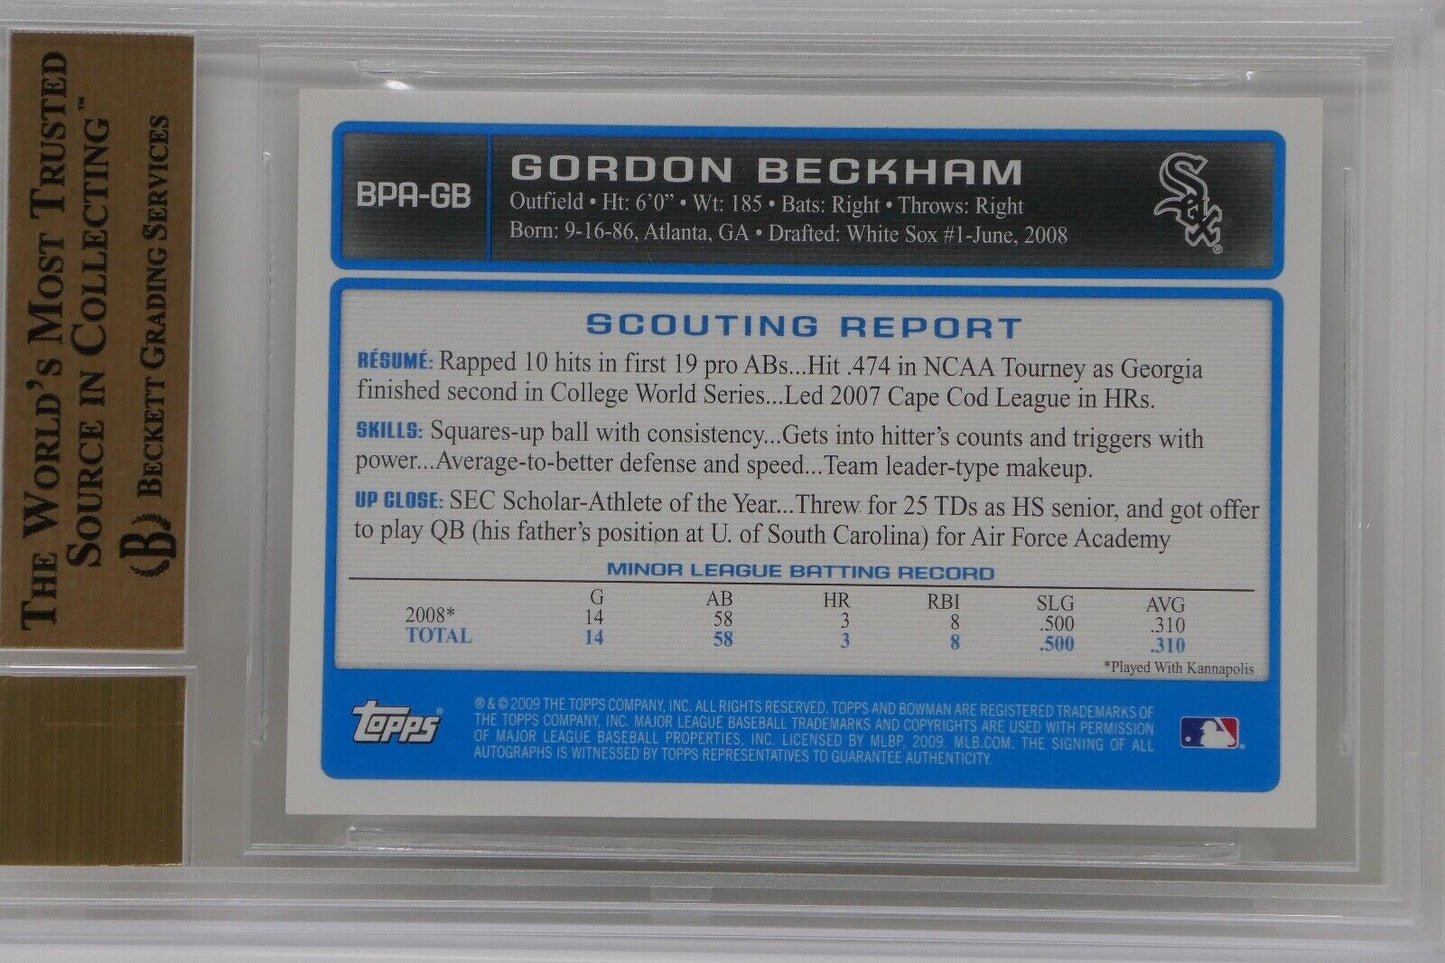 THE WORLD'S MOST TRUSTED
SOURCE IN COLLECTING™
B BECKETT GRADING SERVICES
BPA-GB
GORDON BECKHAM
Outfield • Ht: 6'0" • Wt: 185 • Bats: Right • Throws: Right
Born: 9-16-86, Atlanta, GA • Drafted: White Sox #1-June, 2008
Sox®
SCOUTING REPORT
RÉSUMÉ: Rapped 10 hits in first 19 pro ABs...Hit .474 in NCAA Tourney as Georgia
finished second in College World Series...Led 2007 Cape Cod League in HRs.
SKILLS: Squares-up ball with consistency...Gets into hitter's counts and triggers with
power...Average-to-better defense and speed...Team leader-type makeup.
UP CLOSE: SEC Scholar-Athlete of the Year...Threw for 25 TDs as HS senior, and got offer
to play QB (his father's position at U. of South Carolina) for Air Force Academy
MINOR LEAGUE BATTING RECORD
G AB HR RBI SLG AVG
2008* 14 58 3 8 .500 .310
TOTAL 14 58 3 8 .500 .310
*Played With Kannapolis
Topps®
® & © 2009 THE TOPPS COMPANY, INC. ALL RIGHTS RESERVED. TOPPS AND BOWMAN ARE REGISTERED TRADEMARKS OF
THE TOPPS COMPANY, INC. MAJOR LEAGUE BASEBALL TRADEMARKS AND COPYRIGHTS ARE USED WITH PERMISSION
OF MAJOR LEAGUE BASEBALL PROPERTIES, INC. LICENSED BY MLBP, 2009. MLB.COM. THE SIGNING OF ALL
AUTOGRAPHS IS WITNESSED BY TOPPS REPRESENTATIVES TO GUARANTEE AUTHENTICITY.